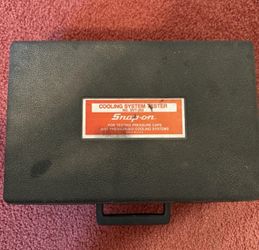 COOLING SYSTEM TESTER
Snap-on
FOR TESTING PRESSURE CAPS
AND PRESSURIZED COOLING SYSTEMS